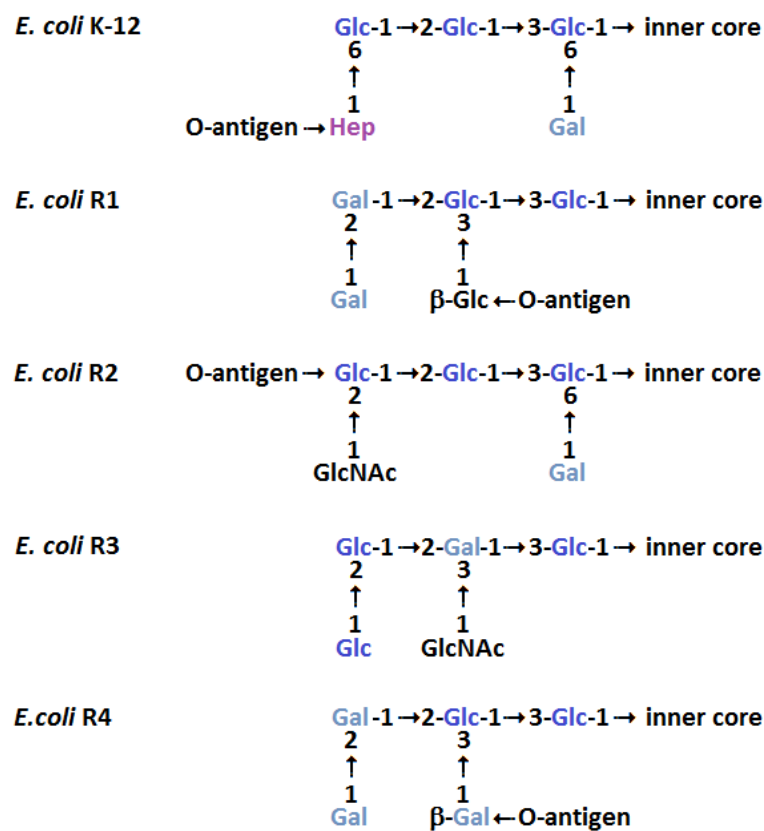 E. coli K-12 Glc-1→2-Glc-1→3-Glc-1→ inner core
6 6
↑ ↑
1 1
O-antigen→Hep Gal
E. coli R1 Gal-1→2-Glc-1→3-Glc-1→ inner core
2 3
↑ ↑
1 1
Gal β-Glc←O-antigen
E. coli R2 O-antigen→ Glc-1→2-Glc-1→3-Glc-1→ inner core
2 6
↑ ↑
1 1
GlcNAc Gal
E. coli R3 Glc-1→2-Gal-1→3-Glc-1→ inner core
2 3
↑ ↑
1 1
Glc GlcNAc
E.coli R4 Gal-1→2-Glc-1→3-Glc-1→ inner core
2 3
↑ ↑
1 1
Gal β-Gal←O-antigen